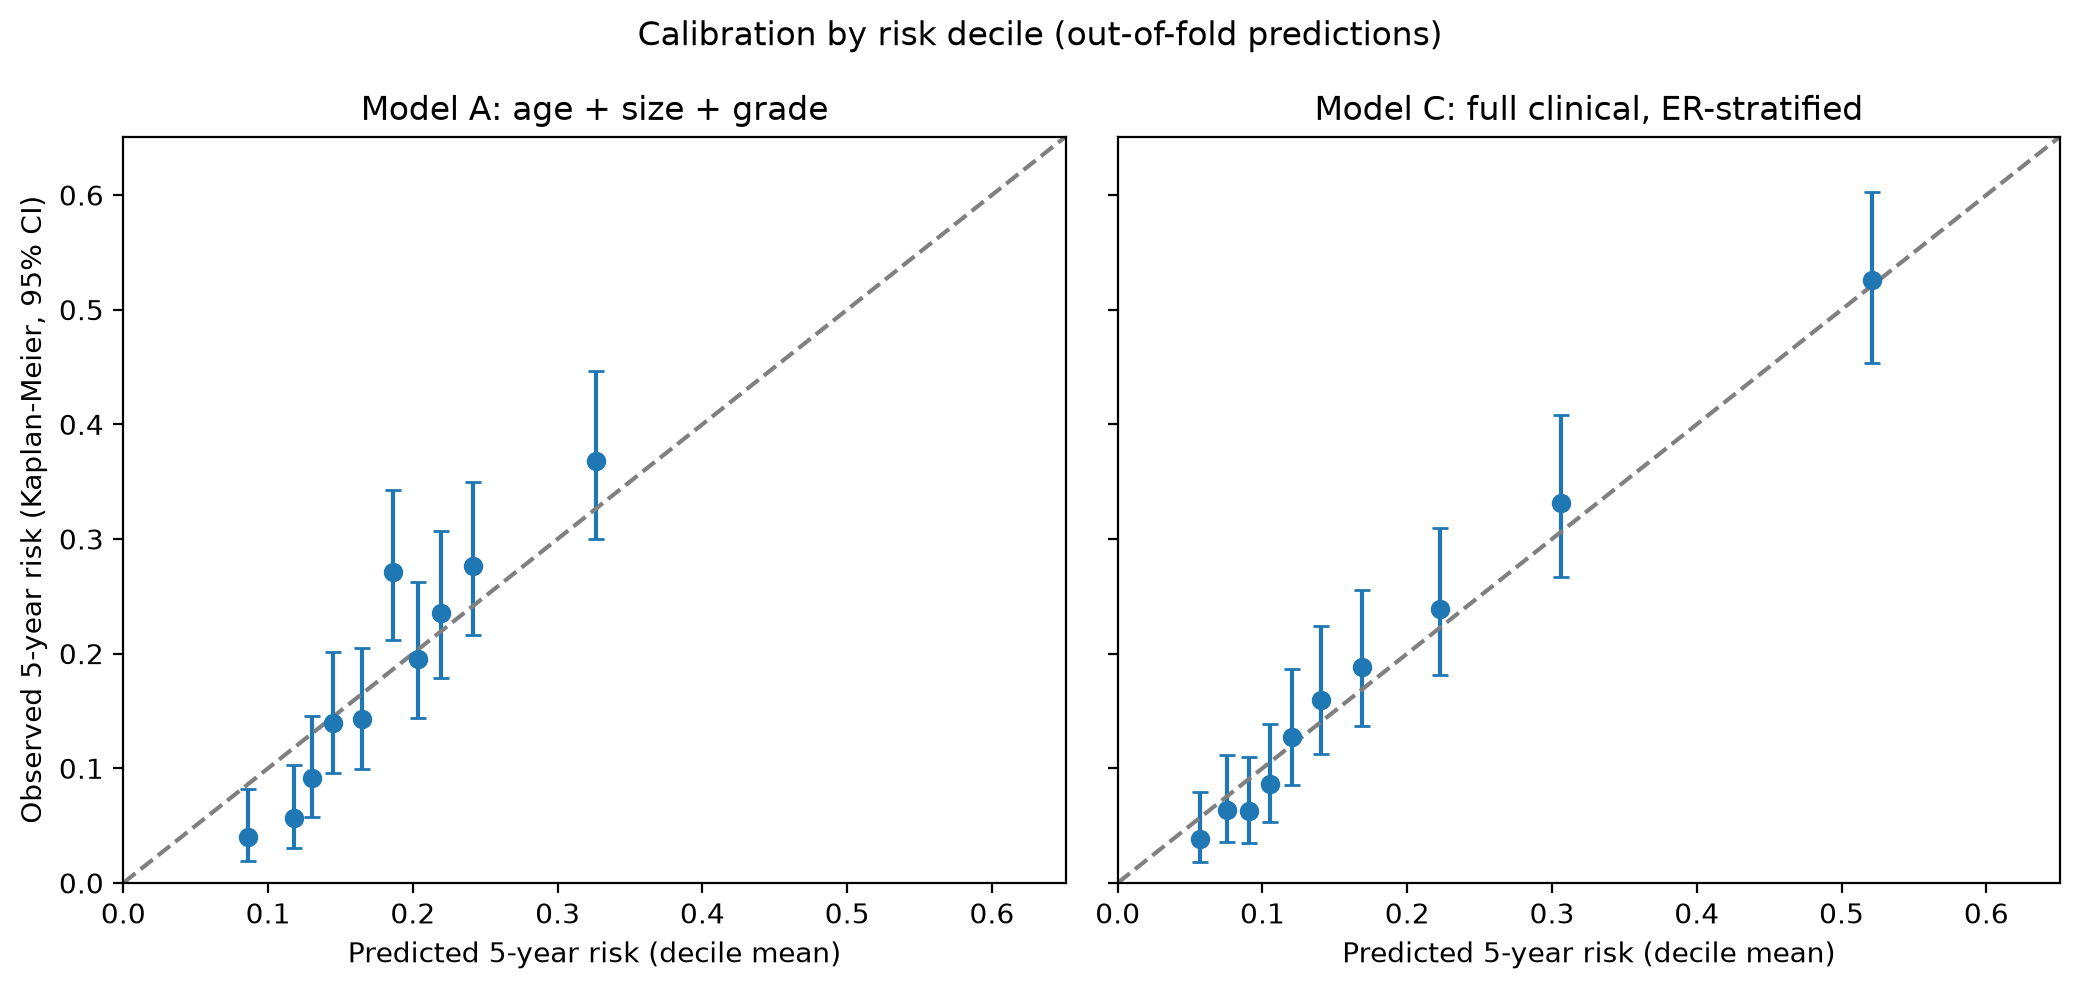 Calibration by risk decile (out-of-fold predictions)
Model A: age + size + grade
Observed 5-year risk (Kaplan-Meier, 95% CI)
0.6
0.5
0.4
0.3
0.2
0.1
0.0
0.0 0.1 0.2 0.3 0.4 0.5 0.6
Predicted 5-year risk (decile mean)
Model C: full clinical, ER-stratified
0.0 0.1 0.2 0.3 0.4 0.5 0.6
Predicted 5-year risk (decile mean)